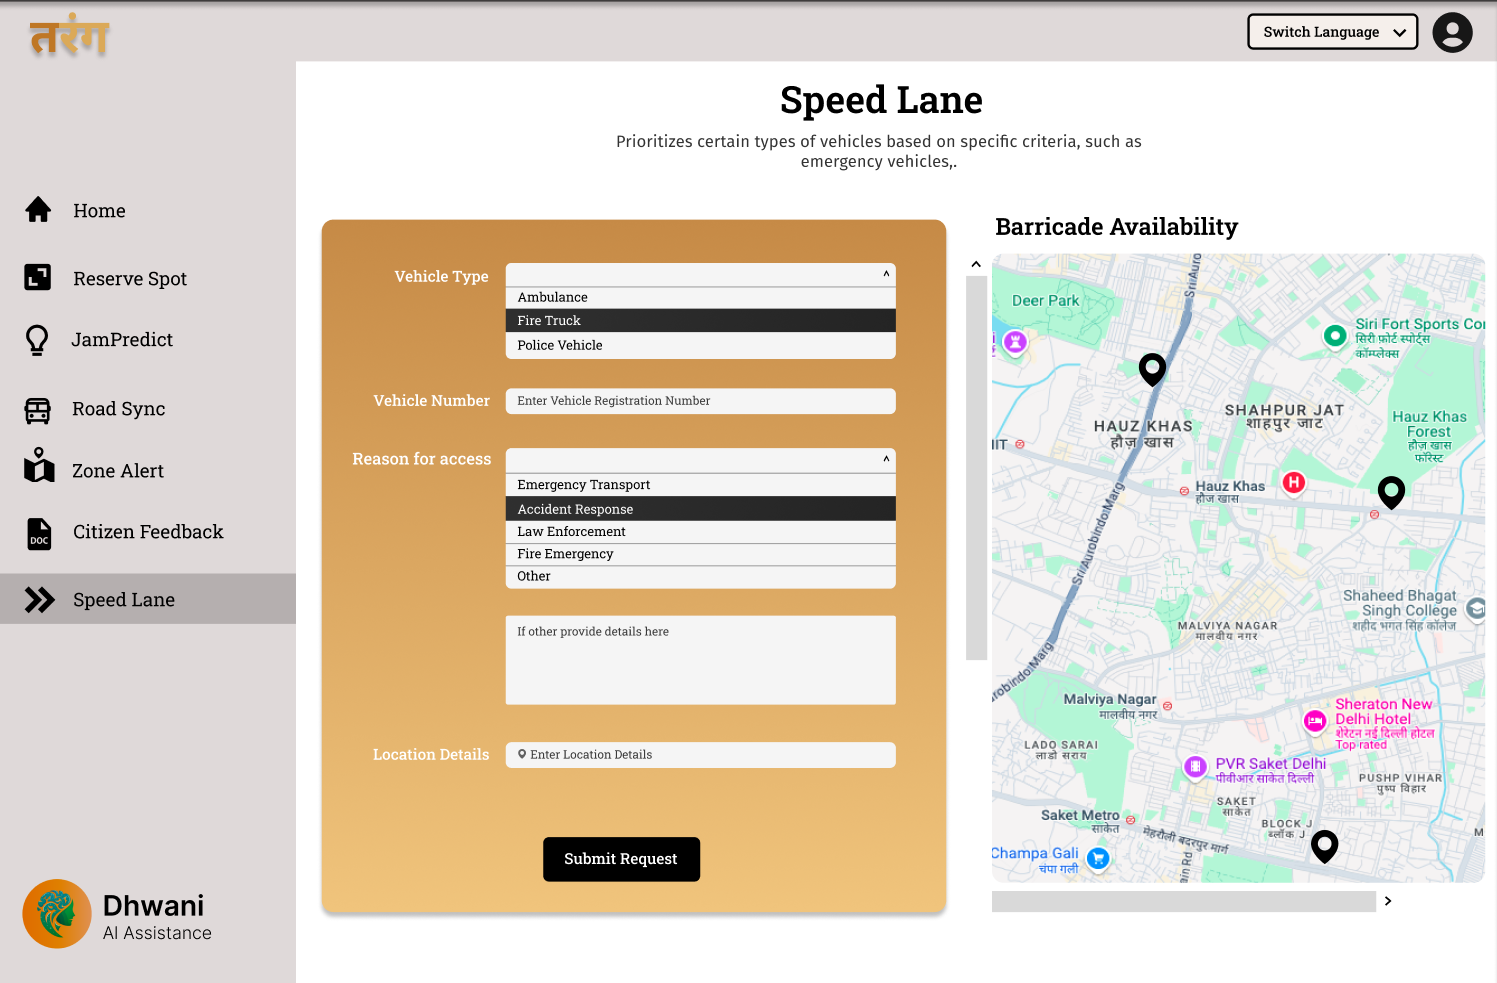 तरंग
Switch Language
Speed Lane
Prioritizes certain types of vehicles based on specific criteria, such as
emergency vehicles,.
Home
Reserve Spot
JamPredict
Road Sync
Zone Alert
Citizen Feedback
DOC
Speed Lane
Dhwani
AI Assistance
Vehicle Type
Ambulance
Fire Truck
Police Vehicle
Vehicle Number
Enter Vehicle Registration Number
Reason for access
Emergency Transport
Accident Response
Law Enforcement
Fire Emergency
Other
If other provide details here
Location Details
Enter Location Details
Submit Request
Barricade Availability
Sri Auro
Deer Park
Siri Fort Sports Co
सिरी फ़ोर्ट स्पोर्ट्स
कॉम्प्लेक्स
SHAHPUR JAT
शाहपुर जाट
HAUZ KHAS
हौज़ खास
Hauz Khas
Forest
हौज खास
फॉरेस्ट
IIT
H
Hauz Khas
हौज खास
Sri Aurobindo Marg
Shaheed Bhagat
Singh College
शहीद भगत सिंह कॉलेज
MALVIYA NAGAR
मालवीय नगर
robindo Marg
Malviya Nagar
मालवीय नगर
Sheraton New
Delhi Hotel
शेरेटन नई दिल्ली होटल
Top rated
LADO SARAI
लाडो सराय
PVR Saket Delhi
पीवीआर साकेत दिल्ली
PUSHP VIHAR
पुष्प विहार
SAKET
साकेत
Saket Metro
साकेत
BLOCK J
ब्लॉक J
मेहरौली बदरपुर मार्ग
M
Champa Gali
चंपा गली
ain Rd